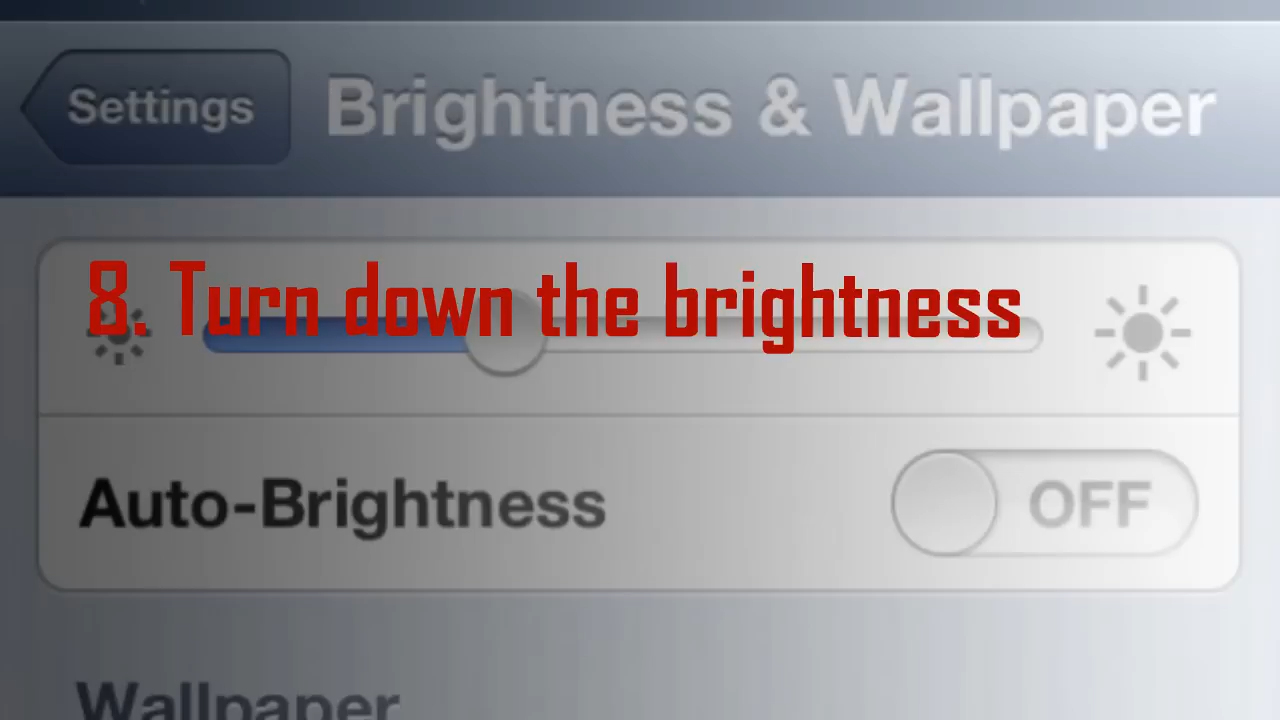 Settings
Brightness & Wallpaper
8. Turn down the brightness
Auto-Brightness
OFF
Wallpaper